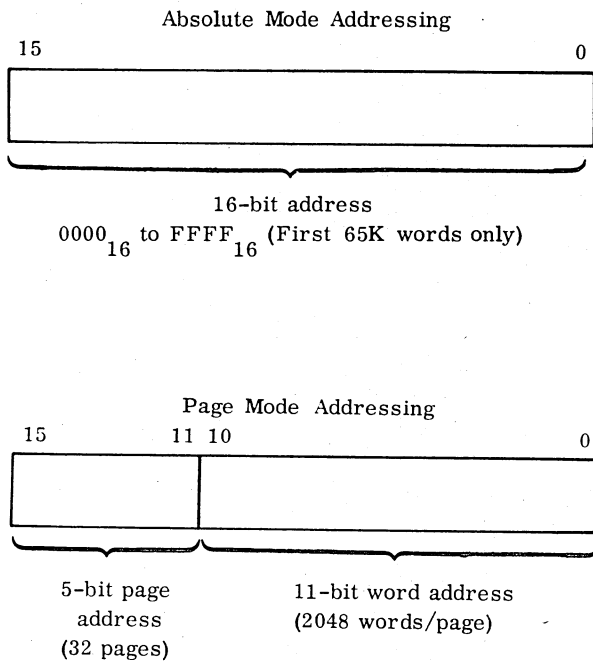 Absolute Mode Addressing
15 0
16-bit address
0000₁₆ to FFFF₁₆ (First 65K words only)
Page Mode Addressing
15 11 10 0
5-bit page
address
(32 pages)
11-bit word address
(2048 words/page)